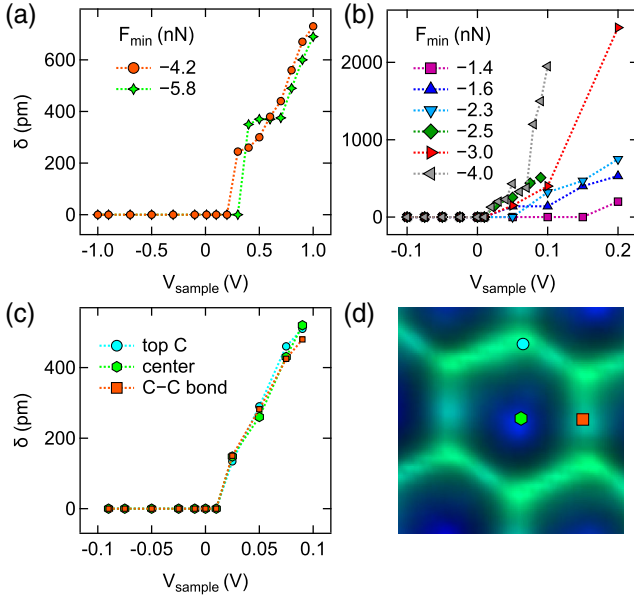 (a)
F_min (nN)
−4.2
−5.8
δ (pm)
600
400
200
0
-1.0 -0.5 0 0.5 1.0
V_sample (V)
(b)
F_min (nN)
−1.4
−1.6
−2.3
−2.5
−3.0
−4.0
2000
1000
0
-0.1 0.0 0.1 0.2
V_sample (V)
(c)
top C
center
C−C bond
δ (pm)
400
200
0
-0.1 -0.05 0 0.05 0.1
V_sample (V)
(d)